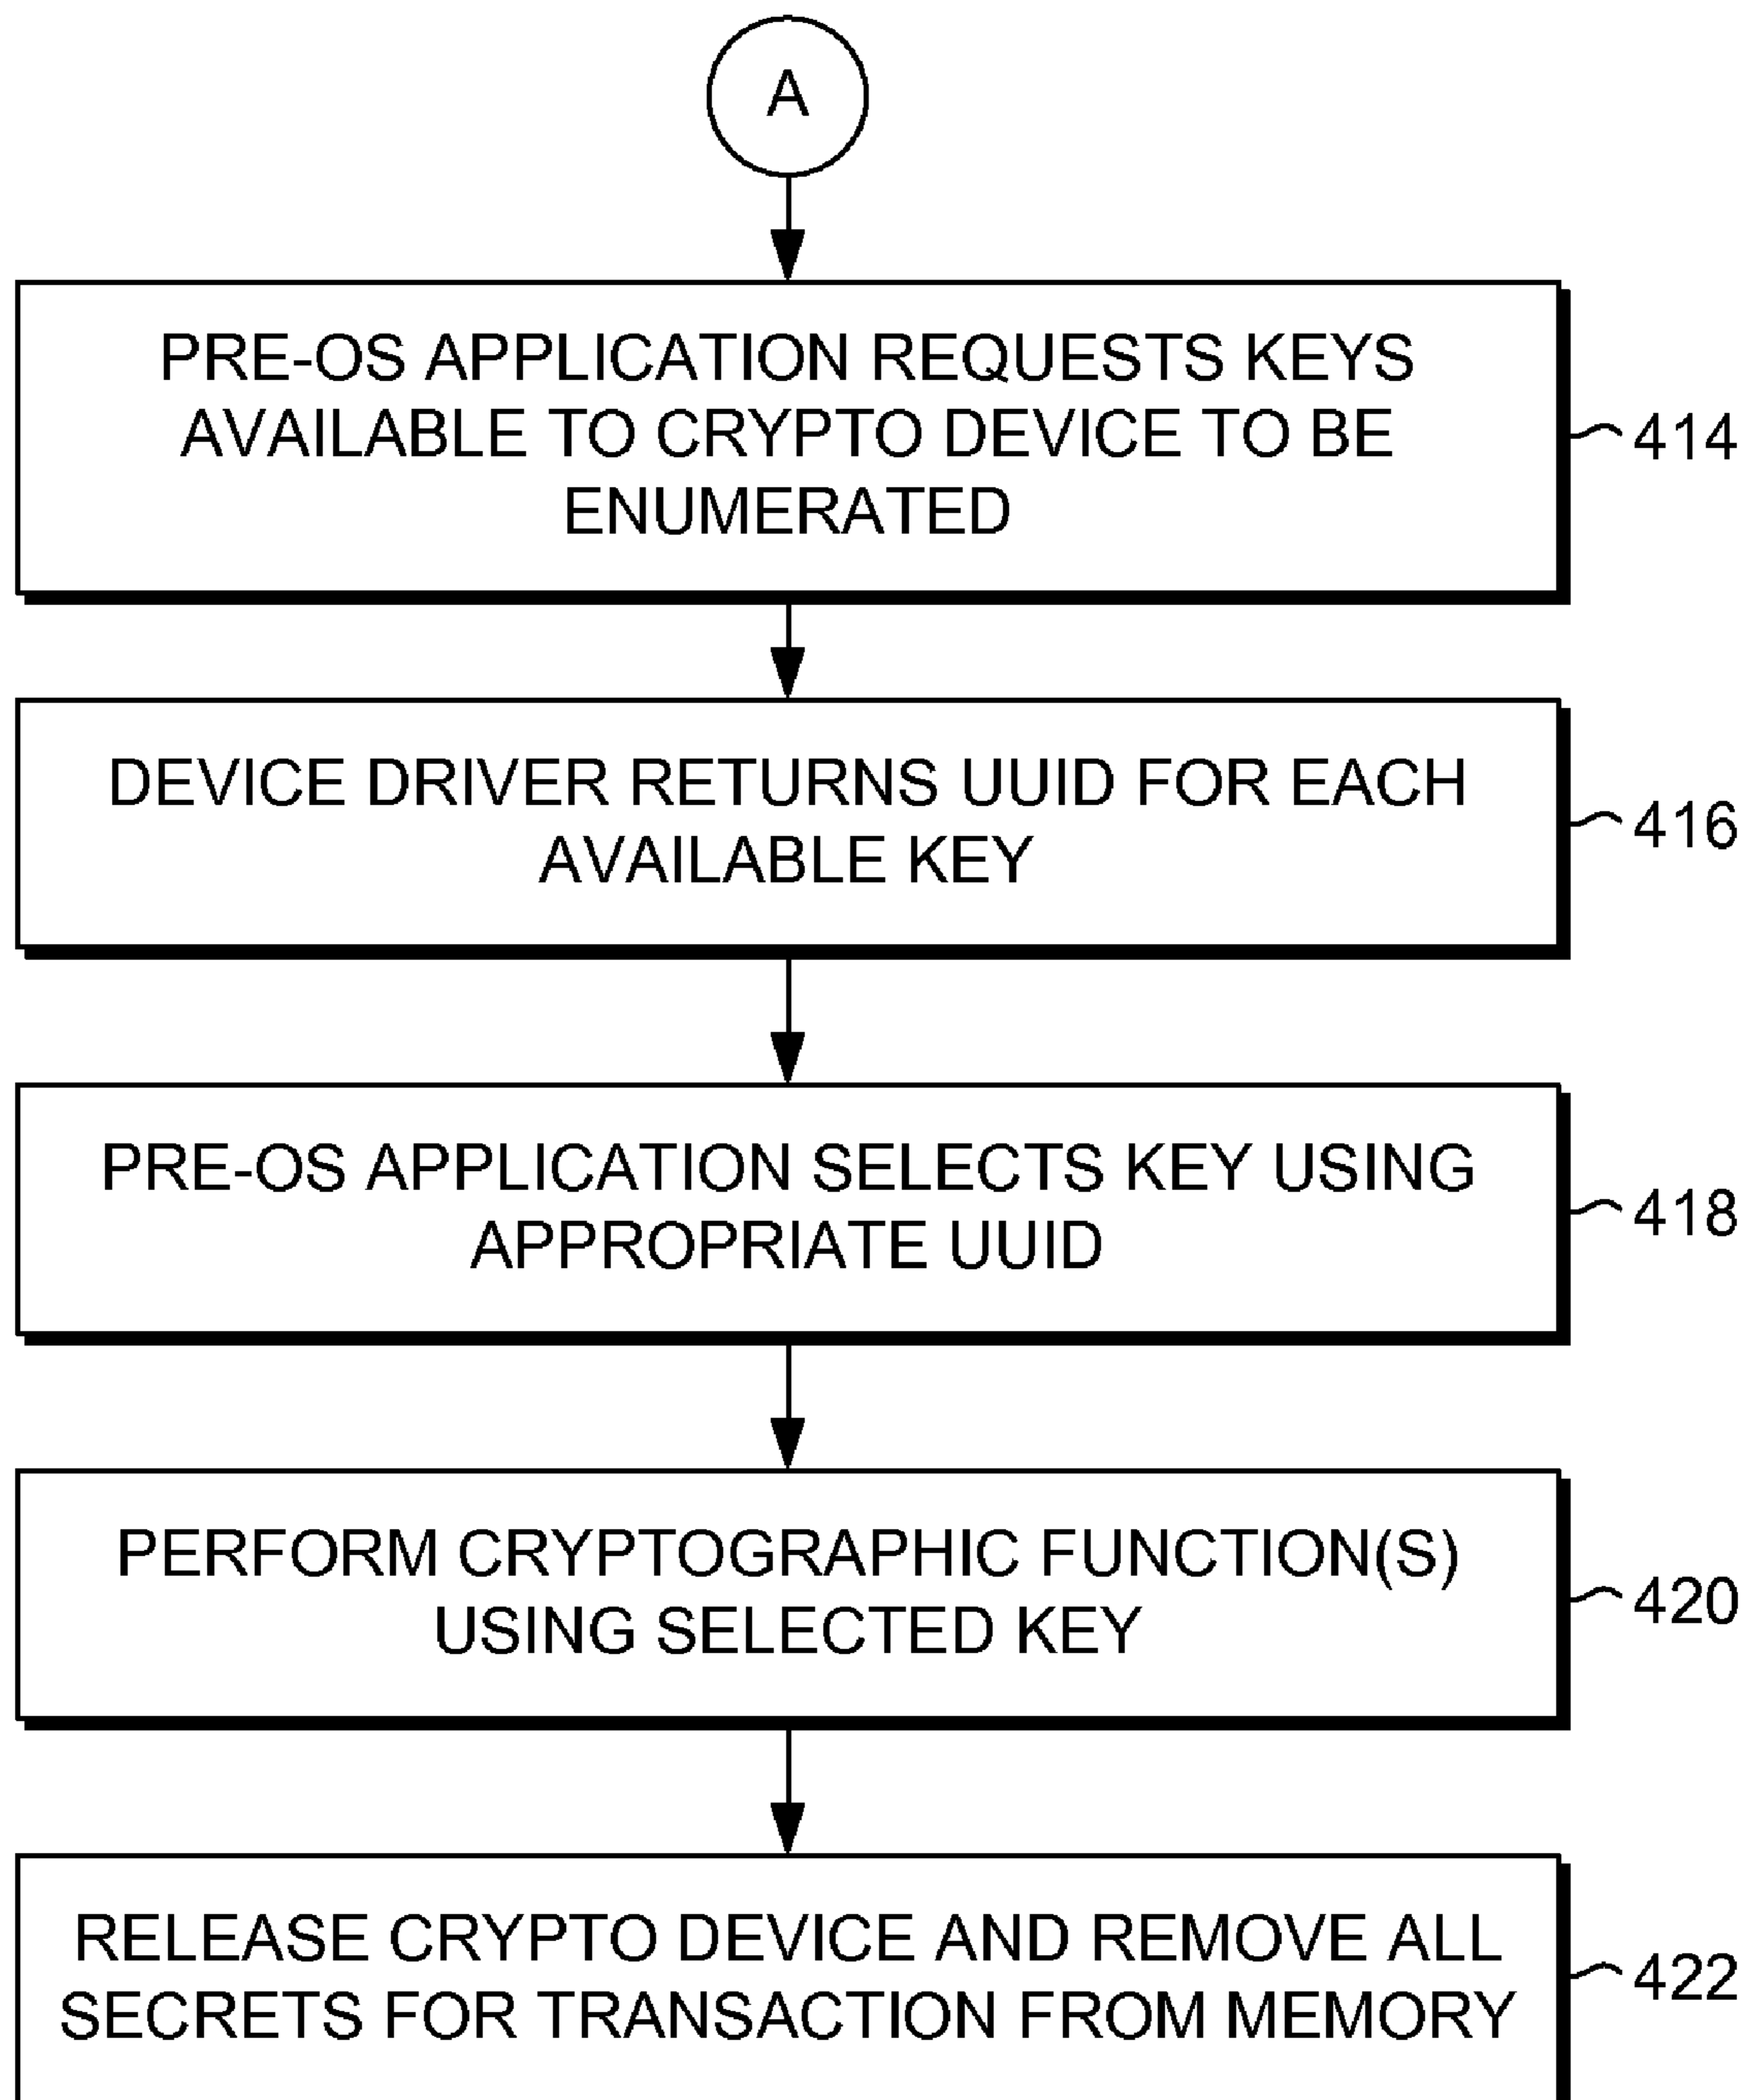 A
PRE-OS APPLICATION REQUESTS KEYS
AVAILABLE TO CRYPTO DEVICE TO BE
ENUMERATED
414
DEVICE DRIVER RETURNS UUID FOR EACH
AVAILABLE KEY
416
PRE-OS APPLICATION SELECTS KEY USING
APPROPRIATE UUID
418
PERFORM CRYPTOGRAPHIC FUNCTION(S)
USING SELECTED KEY
420
RELEASE CRYPTO DEVICE AND REMOVE ALL
SECRETS FOR TRANSACTION FROM MEMORY
422